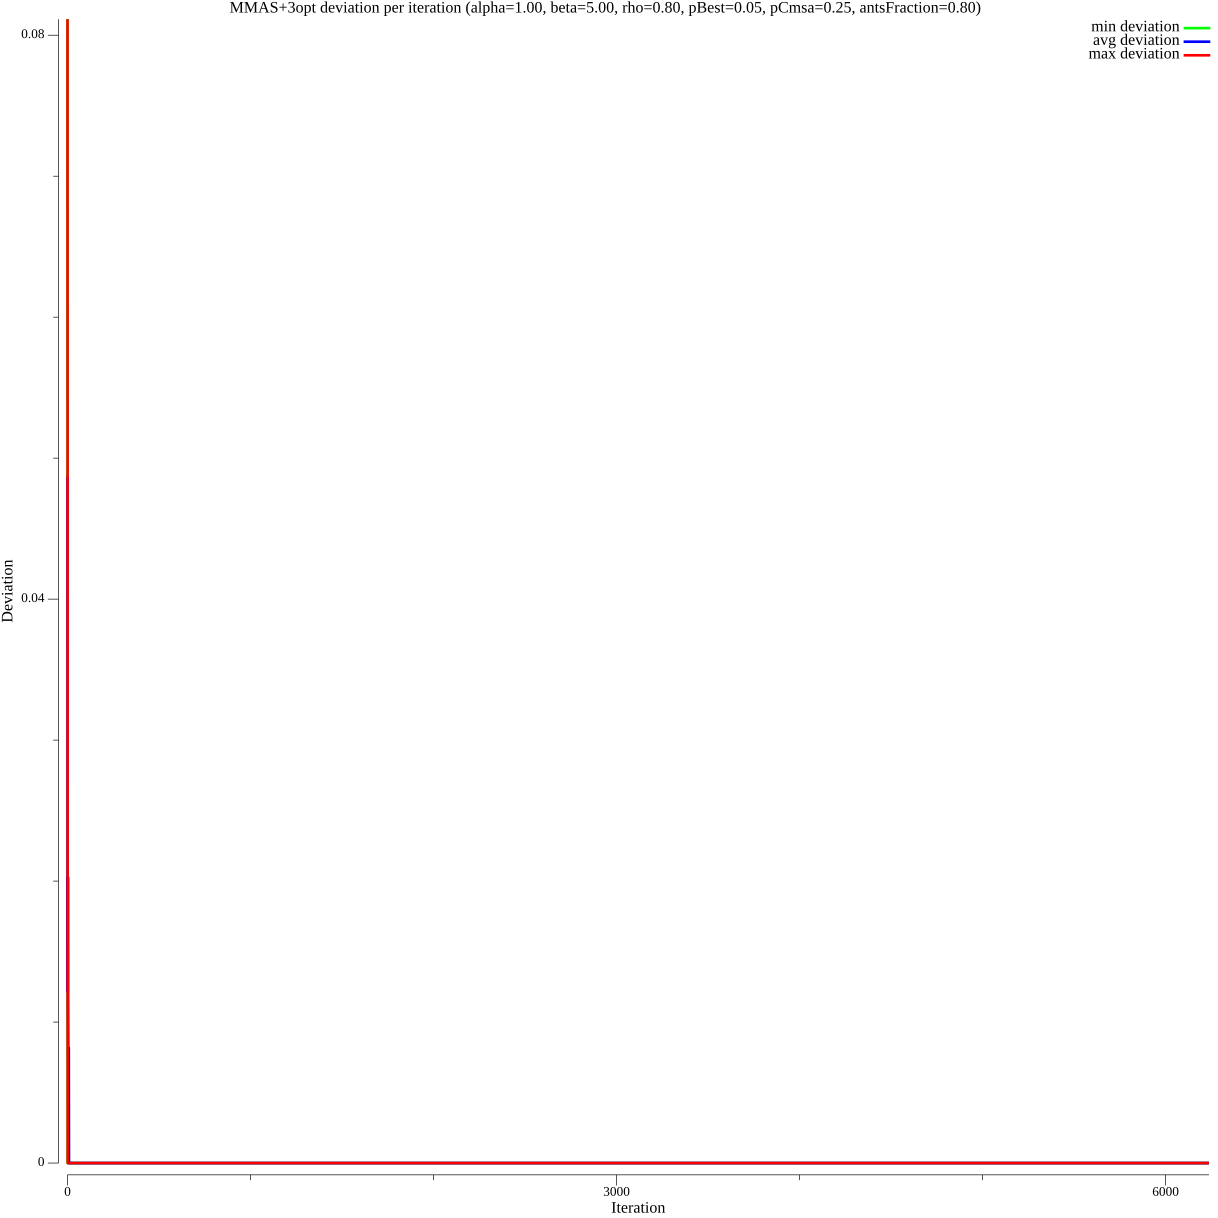 MMAS+3opt deviation per iteration (alpha=1.00, beta=5.00, rho=0.80, pBest=0.05, pCmsa=0.25, antsFraction=0.80)
min deviation
avg deviation
max deviation
0.08
0.04
0
Deviation
0
3000
6000
Iteration